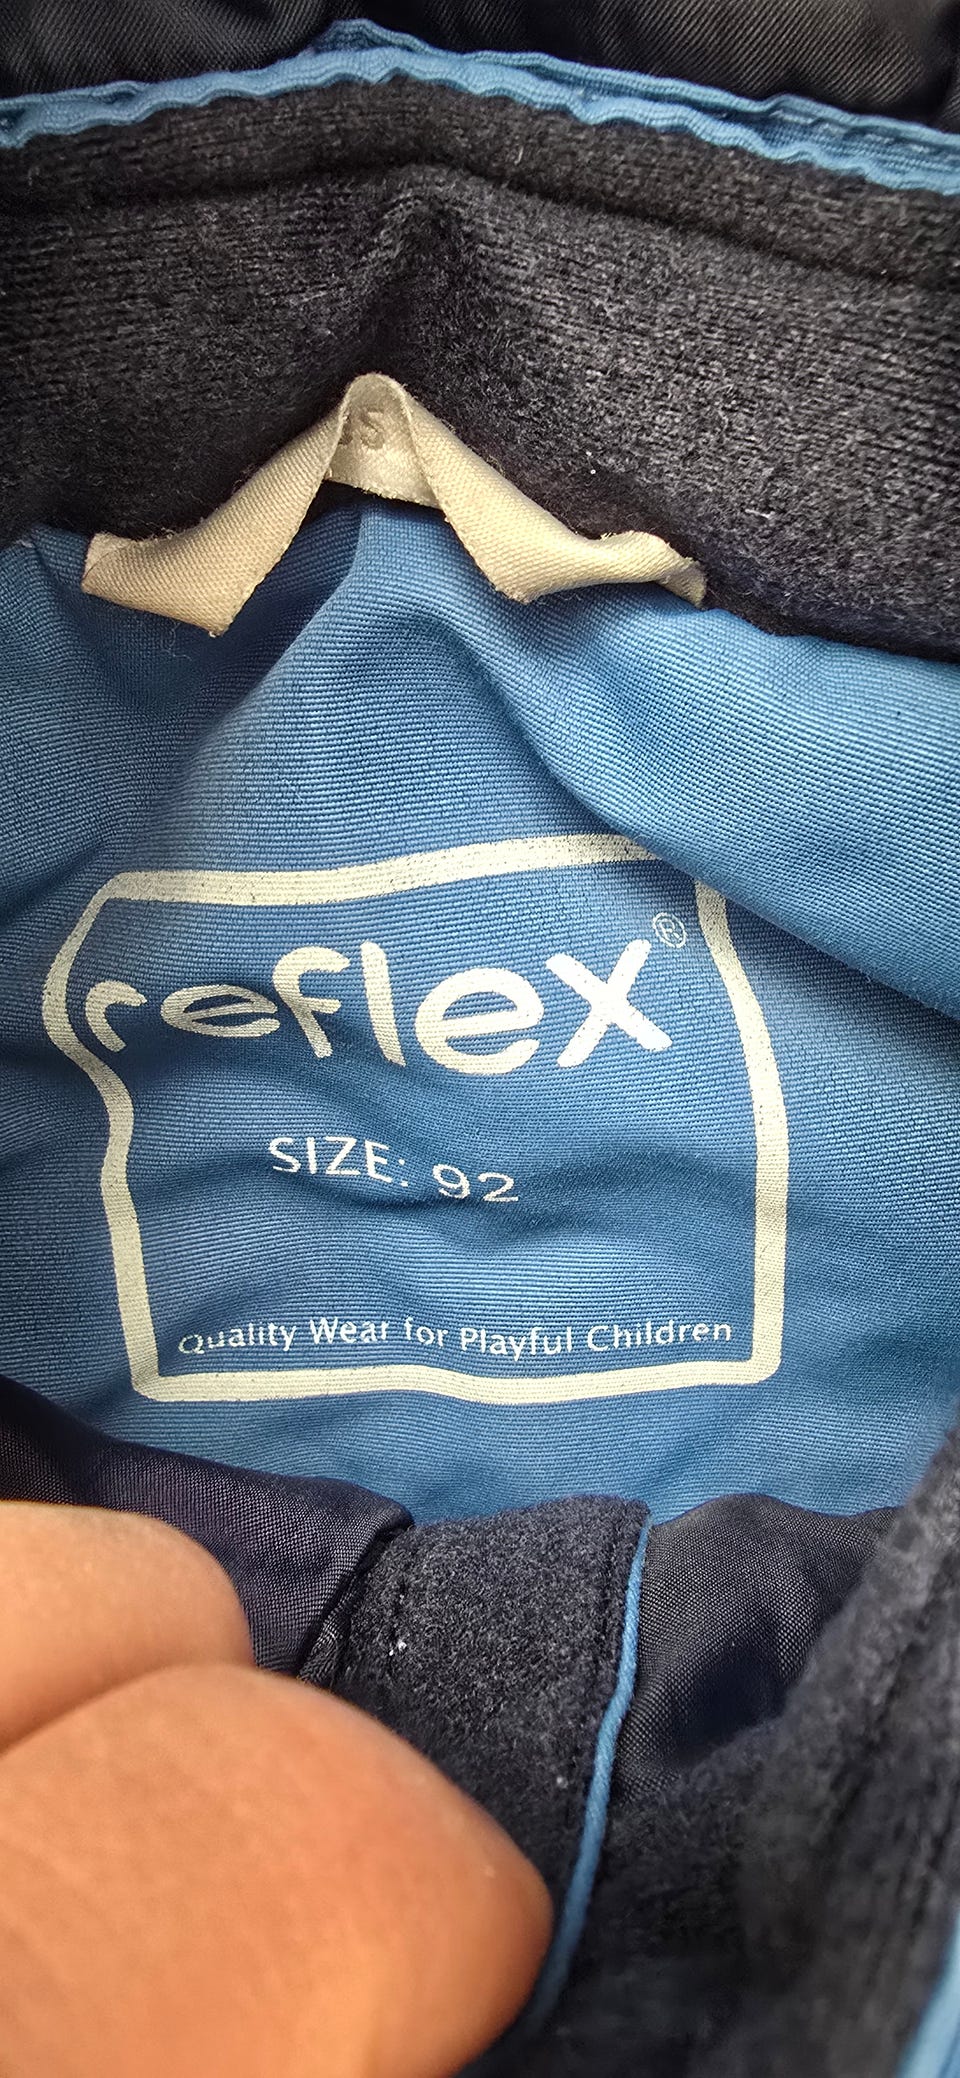 reflex®
SIZE: 92
Quality Wear for Playful Children